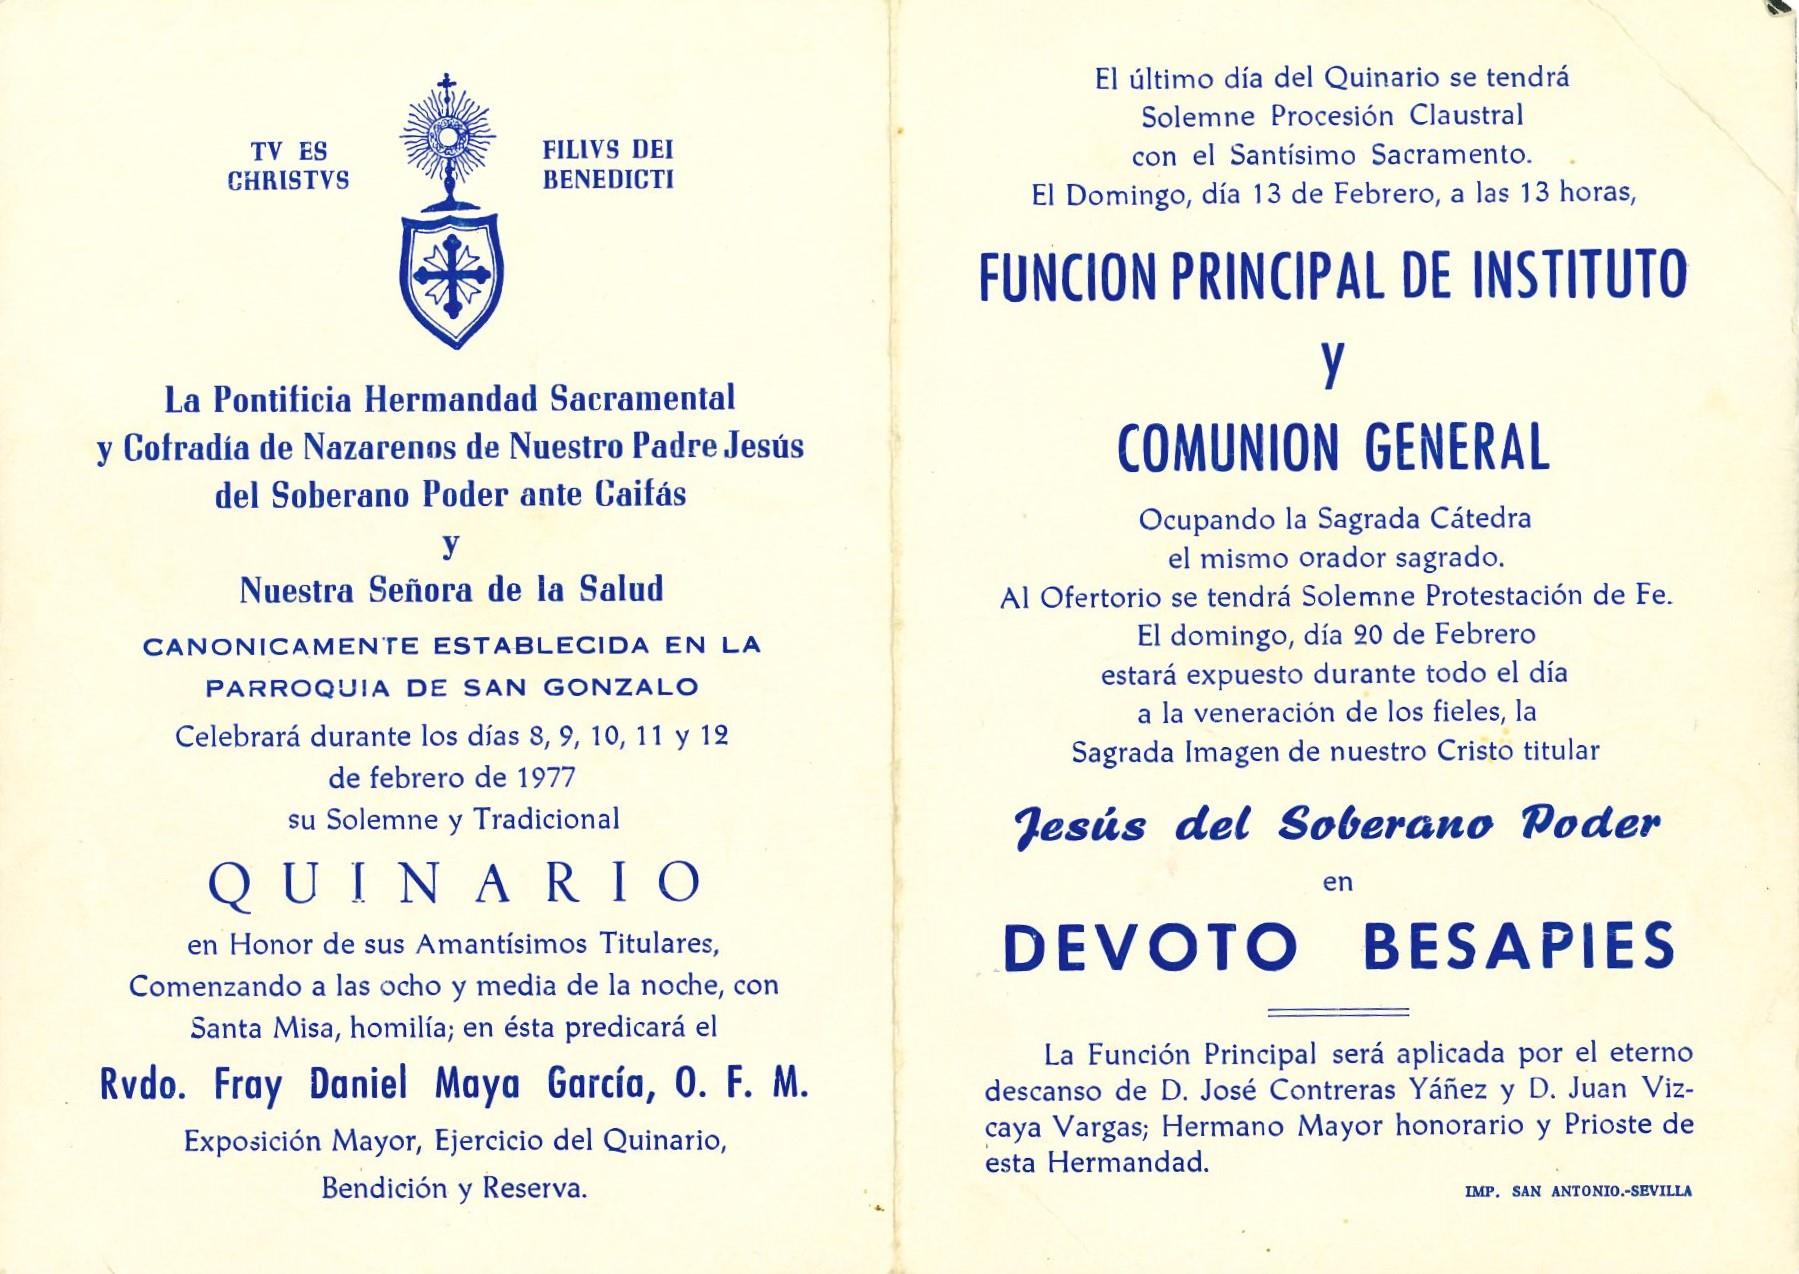 TV ES
CHRISTVS
FILIVS DEI
BENEDICTI
La Pontificia Hermandad Sacramental
y Cofradía de Nazarenos de Nuestro Padre Jesús
del Soberano Poder ante Caifás
y
Nuestra Señora de la Salud
CANONICAMENTE ESTABLECIDA EN LA
PARROQUIA DE SAN GONZALO
Celebrará durante los días 8, 9, 10, 11 y 12
de febrero de 1977
su Solemne y Tradicional
QUINARIO
en Honor de sus Amantísimos Titulares,
Comenzando a las ocho y media de la noche, con
Santa Misa, homilía; en ésta predicará el
Rvdo. Fray Daniel Maya García, O. F. M.
Exposición Mayor, Ejercicio del Quinario,
Bendición y Reserva.
El último día del Quinario se tendrá
Solemne Procesión Claustral
con el Santísimo Sacramento.
El Domingo, día 13 de Febrero, a las 13 horas,
FUNCION PRINCIPAL DE INSTITUTO
y
COMUNION GENERAL
Ocupando la Sagrada Cátedra
el mismo orador sagrado.
Al Ofertorio se tendrá Solemne Protestación de Fe.
El domingo, día 20 de Febrero
estará expuesto durante todo el día
a la veneración de los fieles, la
Sagrada Imagen de nuestro Cristo titular
Jesús del Soberano Poder
en
DEVOTO BESAPIES
La Función Principal será aplicada por el eterno
descanso de D. José Contreras Yáñez y D. Juan Viz-
caya Vargas; Hermano Mayor honorario y Prioste de
esta Hermandad.
IMP. SAN ANTONIO.-SEVILLA